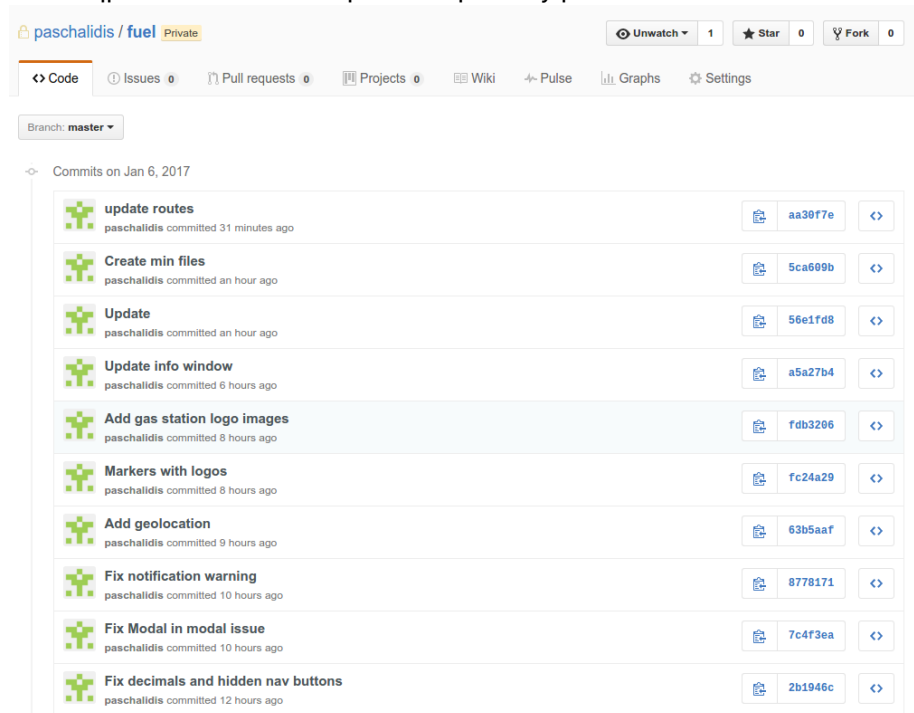 paschalidis / fuel Private
Unwatch 1 Star 0 Fork 0
Code Issues 0 Pull requests 0 Projects 0 Wiki Pulse Graphs Settings
Branch: master
Commits on Jan 6, 2017
update routes
paschalidis committed 31 minutes ago
aa30f7e
Create min files
paschalidis committed an hour ago
5ca609b
Update
paschalidis committed an hour ago
56e1fd8
Update info window
paschalidis committed 6 hours ago
a5a27b4
Add gas station logo images
paschalidis committed 8 hours ago
fdb3206
Markers with logos
paschalidis committed 8 hours ago
fc24a29
Add geolocation
paschalidis committed 9 hours ago
63b5aaf
Fix notification warning
paschalidis committed 10 hours ago
8778171
Fix Modal in modal issue
paschalidis committed 10 hours ago
7c4f3ea
Fix decimals and hidden nav buttons
paschalidis committed 12 hours ago
2b1946c